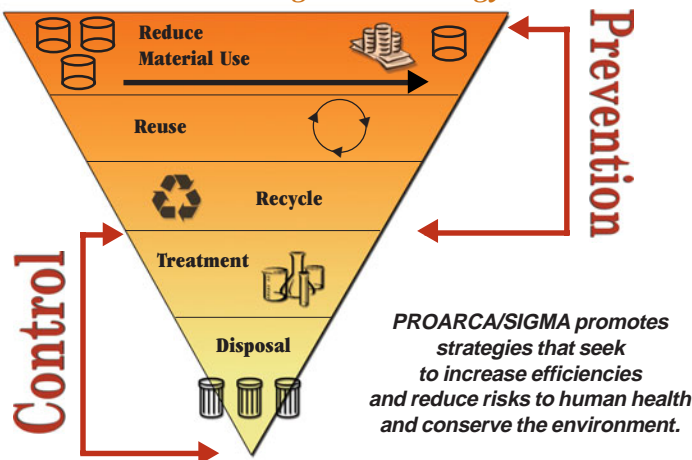 Reduce
Material Use
Reuse
Recycle
Treatment
Disposal
Prevention
Control
PROARCA/SIGMA promotes
strategies that seek
to increase efficiencies
and reduce risks to human health
and conserve the environment.